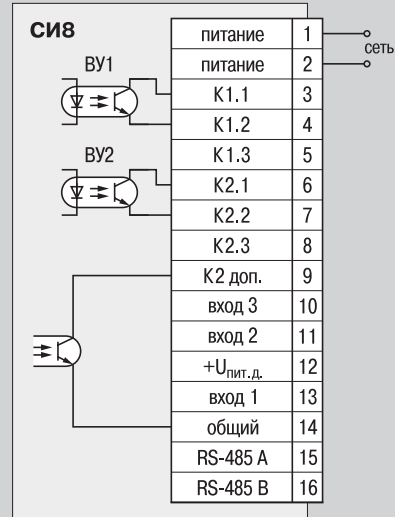 СИ8
питание 1
сеть
питание 2
ВУ1
К1.1 3
К1.2 4
К1.3 5
ВУ2
К2.1 6
К2.2 7
К2.3 8
К2 доп. 9
вход 3 10
вход 2 11
+Uпит.д. 12
вход 1 13
общий 14
RS-485 А 15
RS-485 В 16